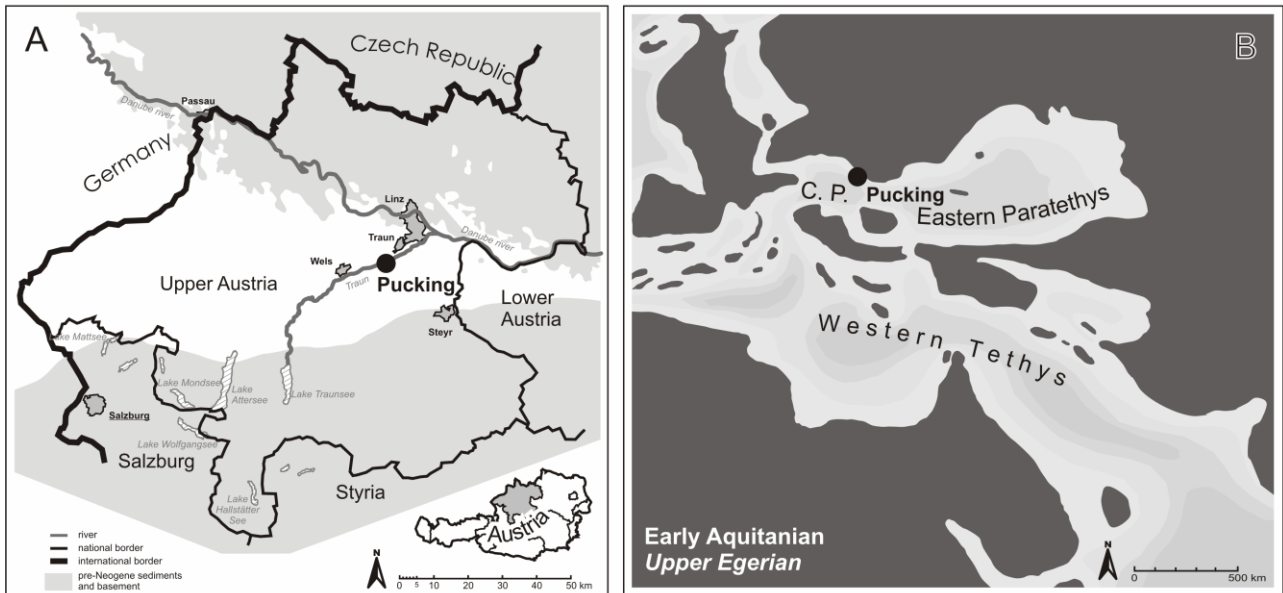 A
Czech Republic
Danube river
Passau
Germany
Linz
Traun
Danube river
Wels
Traun
Pucking
Upper Austria
Lower
Austria
Steyr
Lake Mattsee
Lake Mondsee
Lake
Attersee
Lake Traunsee
Salzburg
Lake Wolfgangsee
Salzburg
Styria
Lake
Hallstätter
See
Austria
river
national border
international border
pre-Neogene sediments
and basement
N
0 5 10 20 30 40 50 km
B
C. P.
Pucking
Eastern Paratethys
Western Tethys
Early Aquitanian
Upper Egerian
N
0 500 km